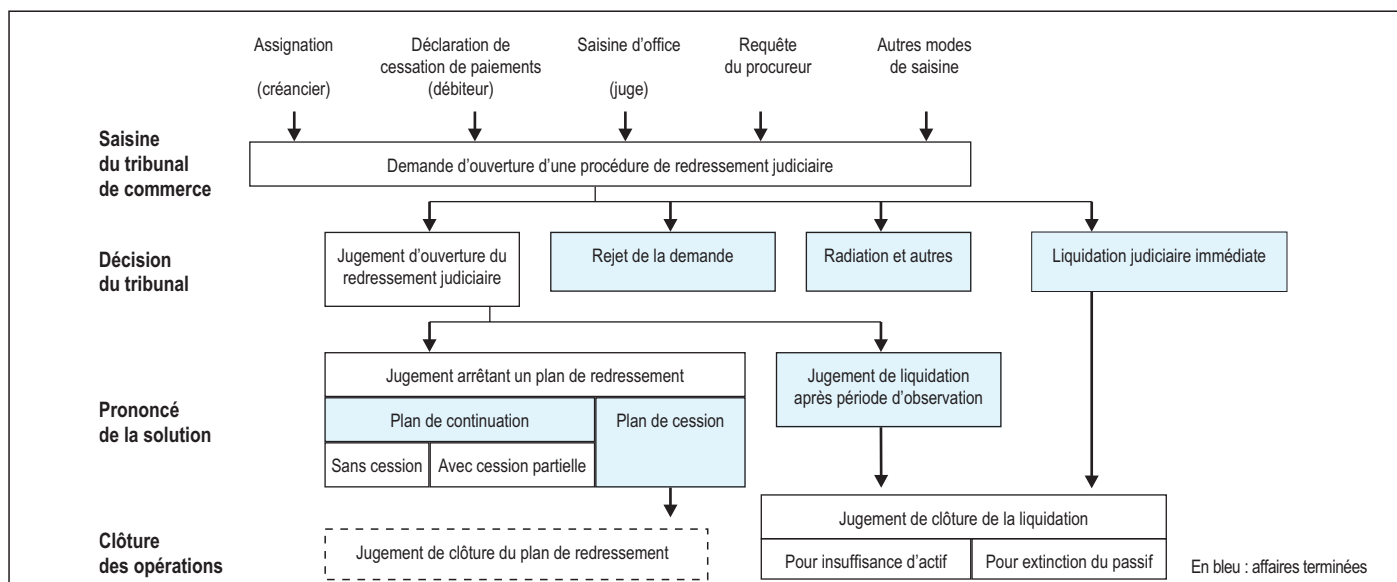 Assignation
(créancier)
Déclaration de
cessation de paiements
(débiteur)
Saisine d'office
(juge)
Requête
du procureur
Autres modes
de saisine
Saisine
du tribunal
de commerce
Demande d'ouverture d'une procédure de redressement judiciaire
Décision
du tribunal
Jugement d'ouverture du
redressement judiciaire
Rejet de la demande
Radiation et autres
Liquidation judiciaire immédiate
Prononcé
de la solution
Jugement arrêtant un plan de redressement
Plan de continuation
Plan de cession
Sans cession
Avec cession partielle
Jugement de liquidation
après période d'observation
Clôture
des opérations
Jugement de clôture du plan de redressement
Jugement de clôture de la liquidation
Pour insuffisance d'actif
Pour extinction du passif
En bleu : affaires terminées